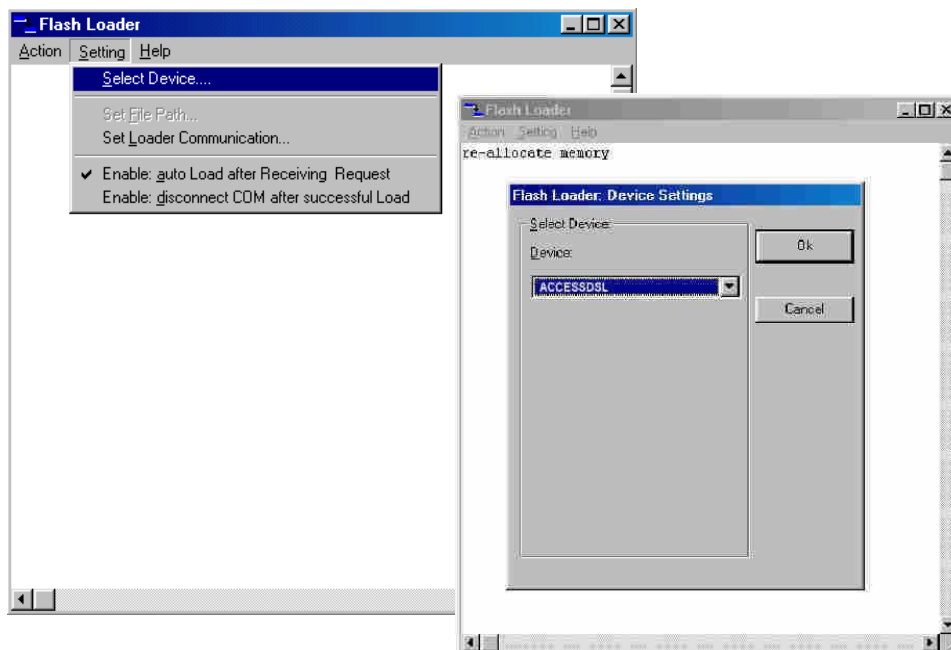 Flash Loader
Action Setting Help
Select Device....
Set File Path...
Set Loader Communication...
Enable: auto Load after Receiving Request
Enable: disconnect COM after successful Load
Flash Loader
Action Setting Help
re-allocate memory
Flash Loader: Device Settings
Select Device:
Device:
ACCESSDSL
Ok
Cancel